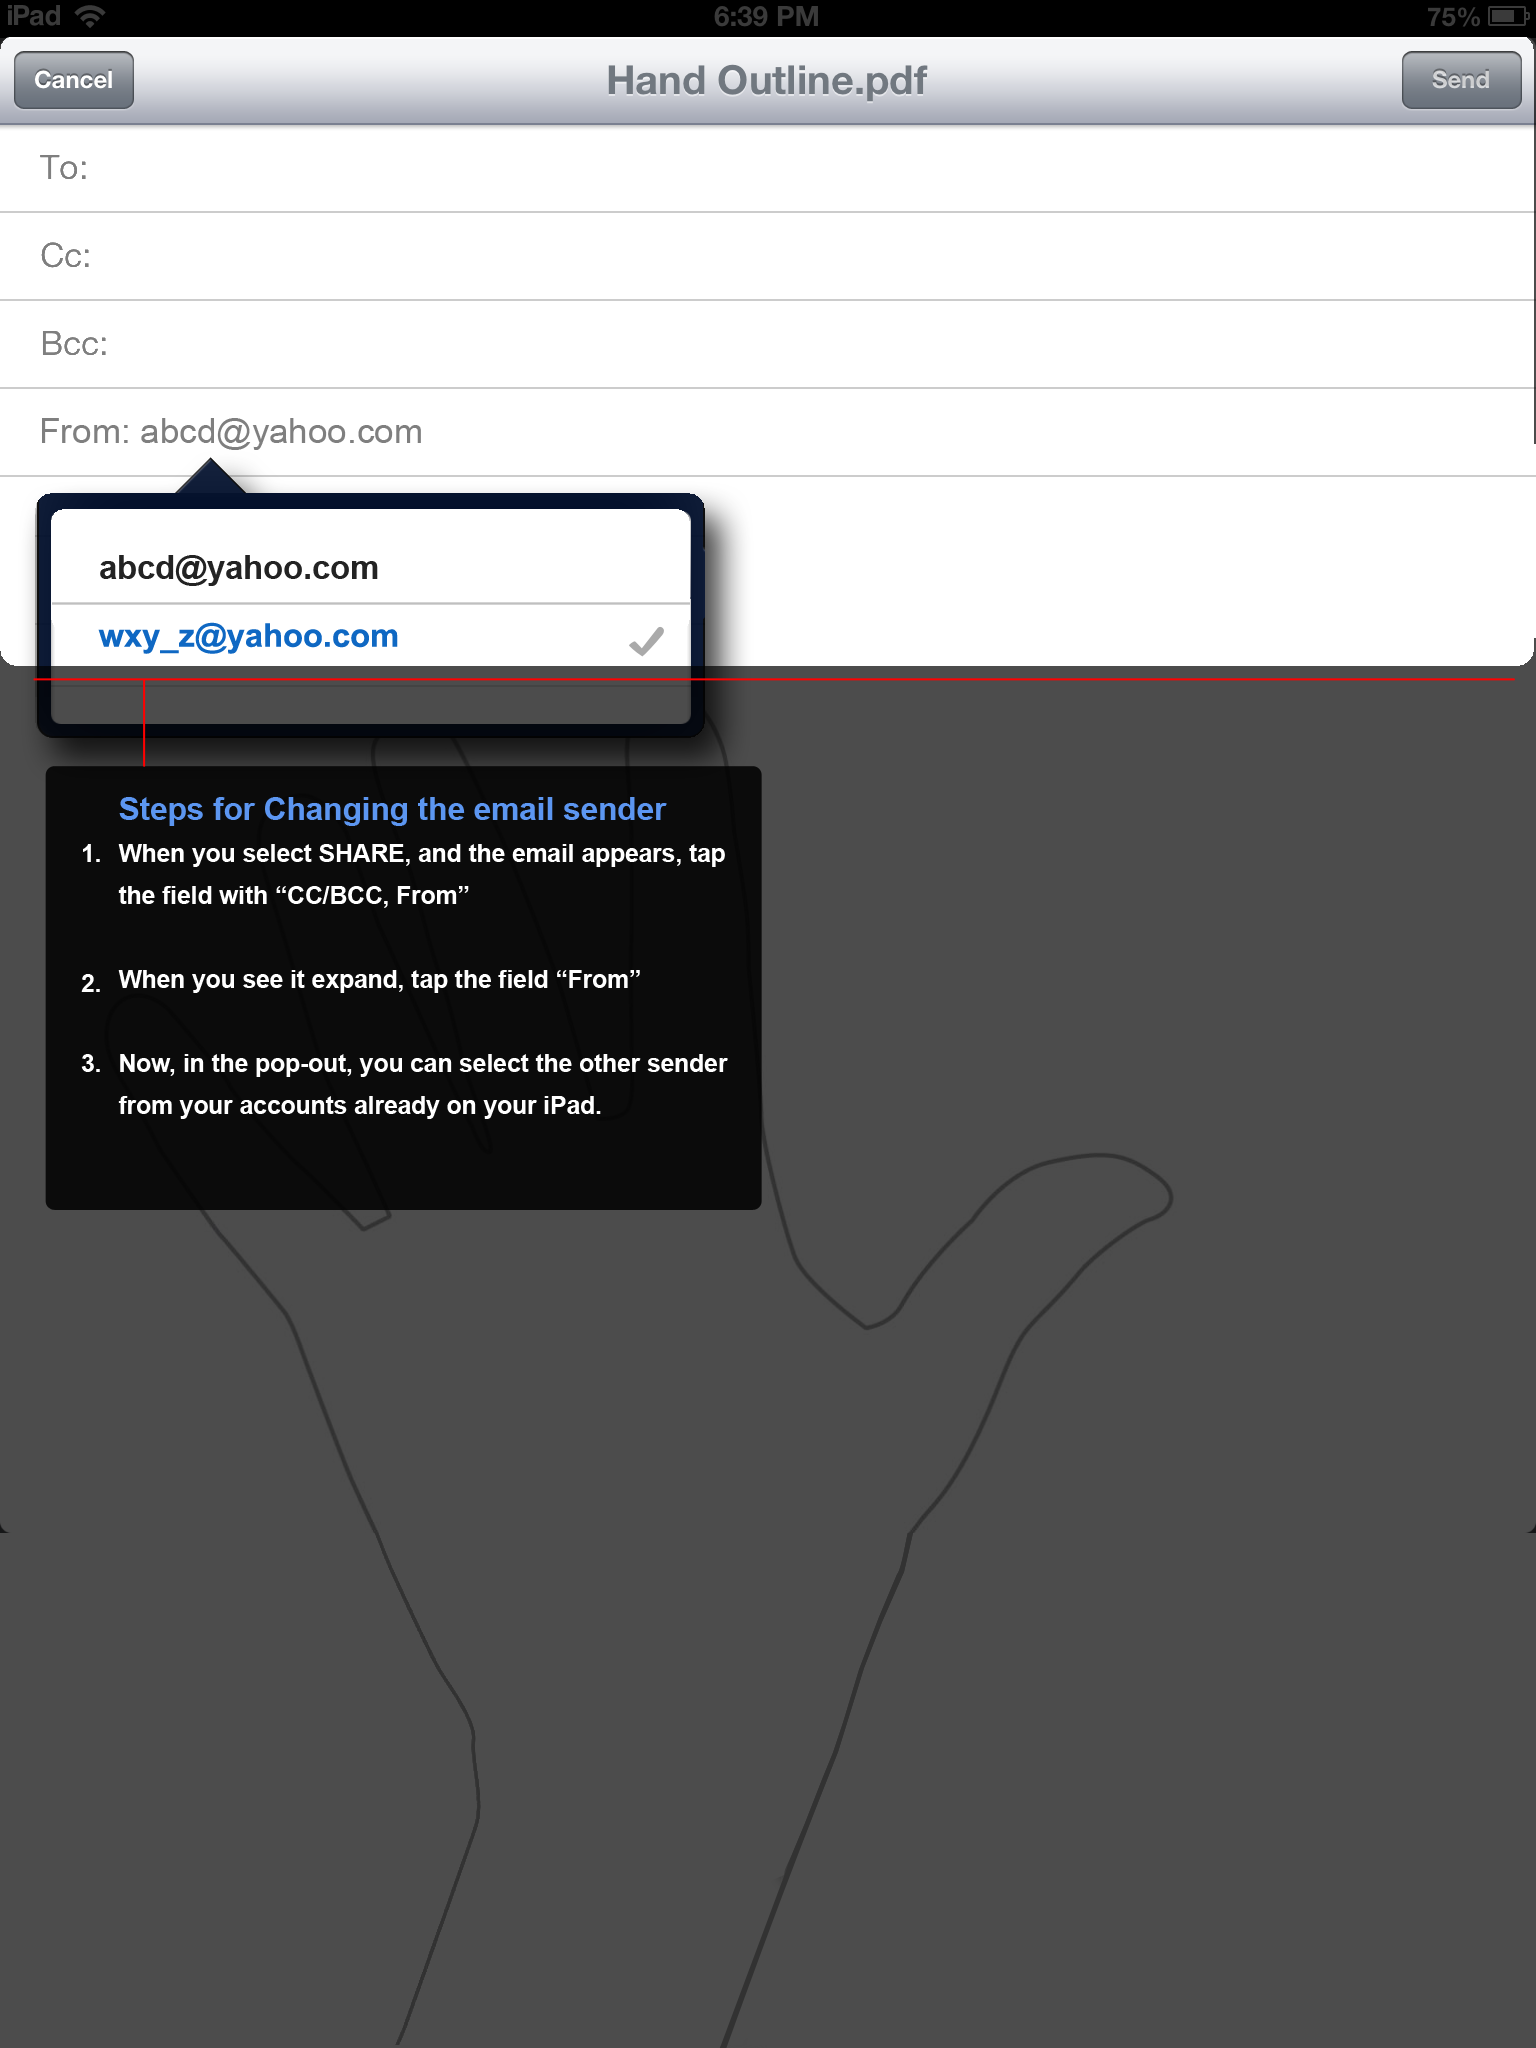 iPad 6:39 PM 75%
Cancel Hand Outline.pdf Send
To:
Cc:
Bcc:
From: abcd@yahoo.com
abcd@yahoo.com
wxy_z@yahoo.com
Steps for Changing the email sender
1. When you select SHARE, and the email appears, tap
the field with “CC/BCC, From”
2. When you see it expand, tap the field “From”
3. Now, in the pop-out, you can select the other sender
from your accounts already on your iPad.